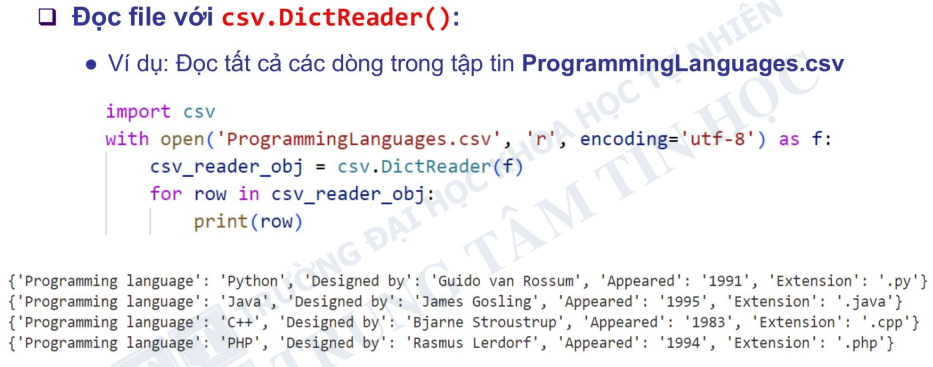 ❑ Đọc file với csv.DictReader():
● Ví dụ: Đọc tất cả các dòng trong tập tin ProgrammingLanguages.csv
import csv
with open('ProgrammingLanguages.csv', 'r', encoding='utf-8') as f:
    csv_reader_obj = csv.DictReader(f)
    for row in csv_reader_obj:
        print(row)
{'Programming language': 'Python', 'Designed by': 'Guido van Rossum', 'Appeared': '1991', 'Extension': '.py'}
{'Programming language': 'Java', 'Designed by': 'James Gosling', 'Appeared': '1995', 'Extension': '.java'}
{'Programming language': 'C++', 'Designed by': 'Bjarne Stroustrup', 'Appeared': '1983', 'Extension': '.cpp'}
{'Programming language': 'PHP', 'Designed by': 'Rasmus Lerdorf', 'Appeared': '1994', 'Extension': '.php'}
TRƯỜNG ĐẠI HỌC KHOA HỌC TỰ NHIÊN
TRUNG TÂM TIN HỌC